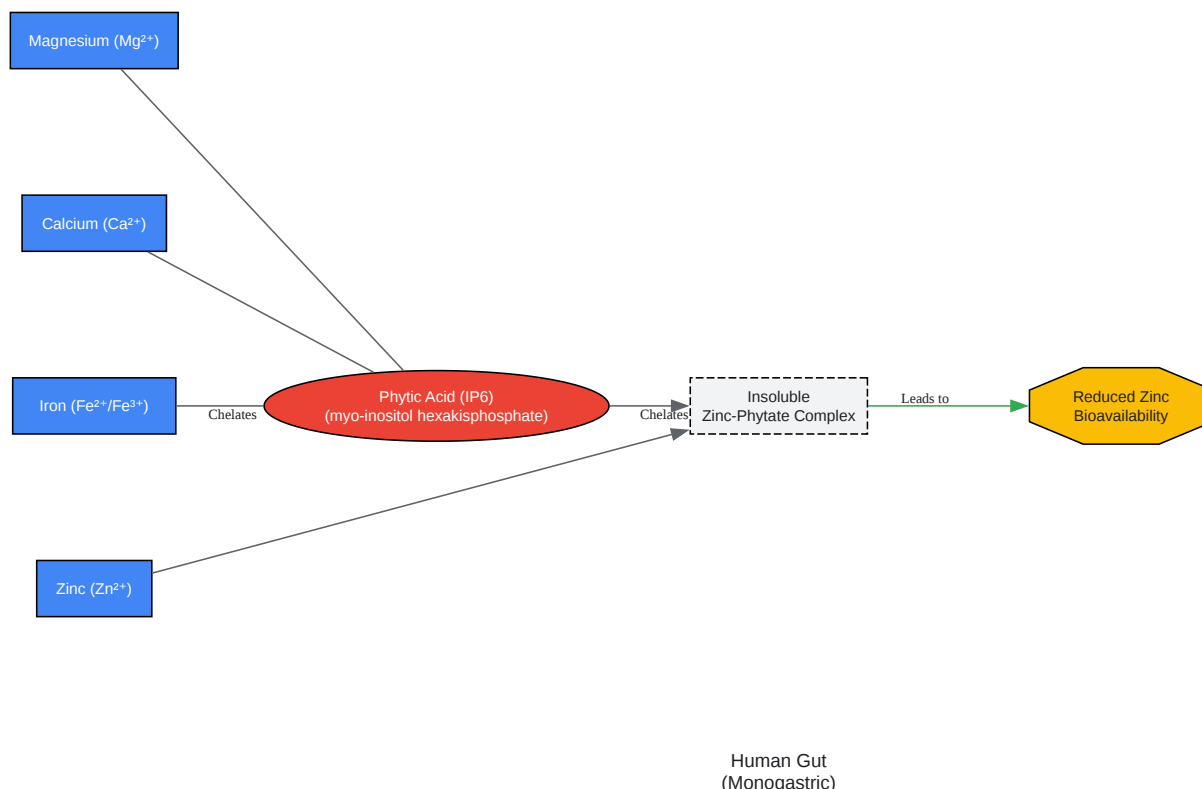 Magnesium (Mg²⁺)
Calcium (Ca²⁺)
Iron (Fe²⁺/Fe³⁺)
Chelates
Phytic Acid (IP6)
(myo-inositol hexakisphosphate)
Chelates
Insoluble
Zinc-Phytate Complex
Leads to
Reduced Zinc
Bioavailability
Zinc (Zn²⁺)
Human Gut
(Monogastric)